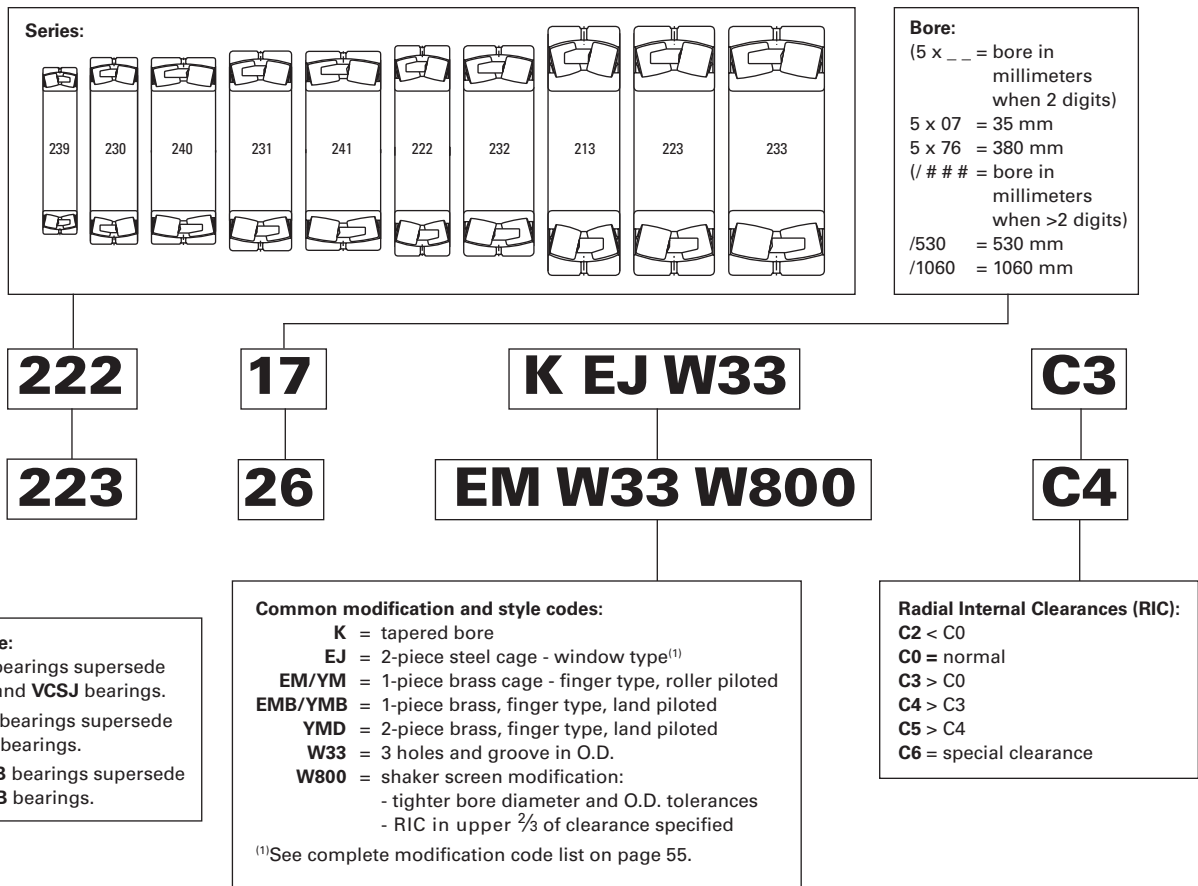 Series:
239 230 240 231 241 222 232 213 223 233
Bore:
(5 x _ _ = bore in
millimeters
when 2 digits)
5 x 07 = 35 mm
5 x 76 = 380 mm
(/ # # # = bore in
millimeters
when >2 digits)
/530 = 530 mm
/1060 = 1060 mm
222 17 K EJ W33 C3
223 26 EM W33 W800 C4
e:
bearings supersede
nd VCSJ bearings.
bearings supersede
bearings.
B bearings supersede
B bearings.
Common modification and style codes:
K = tapered bore
EJ = 2-piece steel cage - window type(1)
EM/YM = 1-piece brass cage - finger type, roller piloted
EMB/YMB = 1-piece brass, finger type, land piloted
YMD = 2-piece brass, finger type, land piloted
W33 = 3 holes and groove in O.D.
W800 = shaker screen modification:
- tighter bore diameter and O.D. tolerances
- RIC in upper 2/3 of clearance specified
(1)See complete modification code list on page 55.
Radial Internal Clearances (RIC):
C2 < C0
C0 = normal
C3 > C0
C4 > C3
C5 > C4
C6 = special clearance